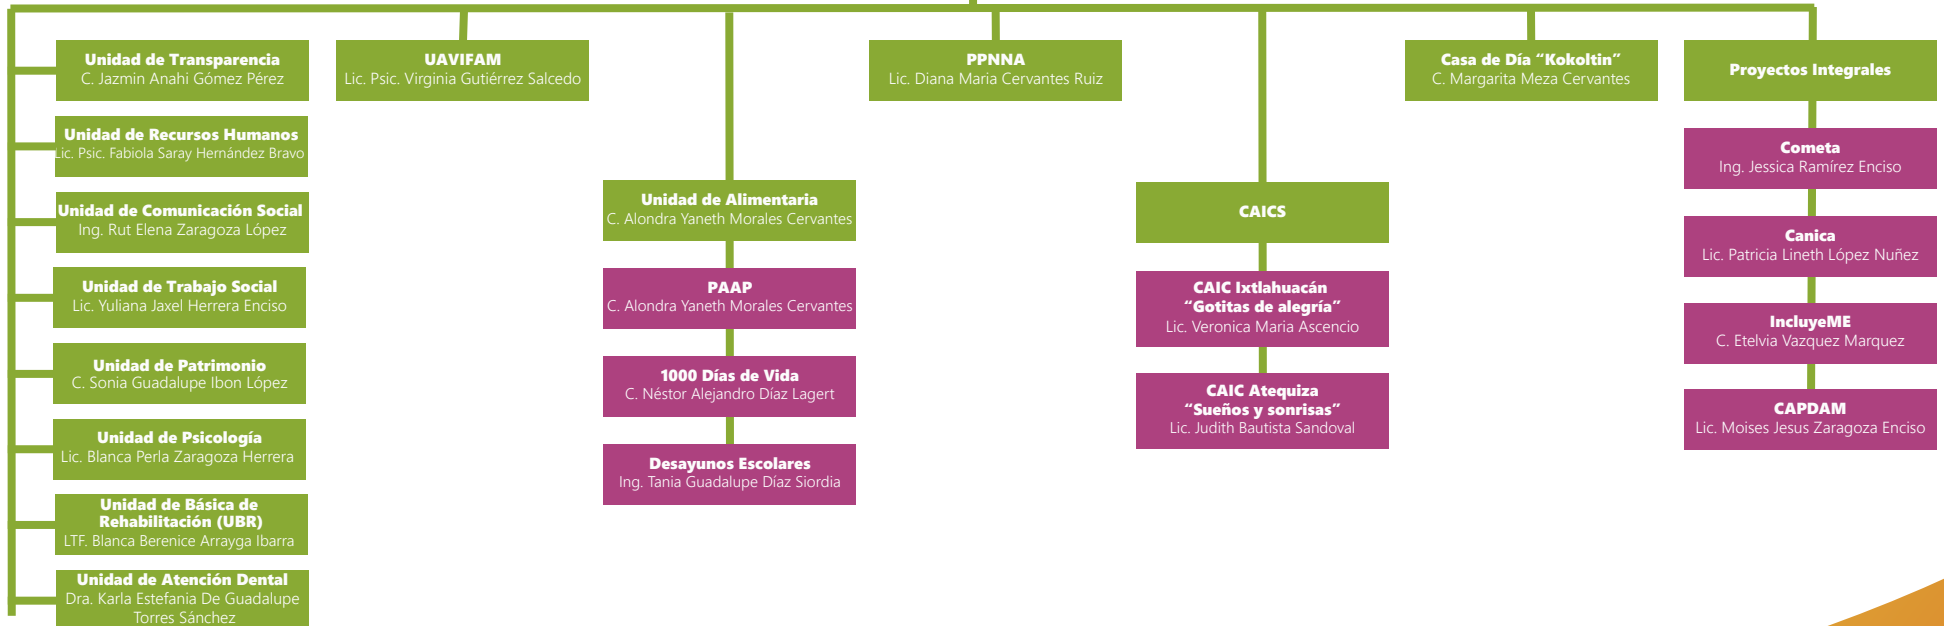 Unidad de Transparencia
C. Jazmin Anahi Gómez Pérez
Unidad de Recursos Humanos
Lic. Psic. Fabiola Saray Hernández Bravo
Unidad de Comunicación Social
Ing. Rut Elena Zaragoza López
Unidad de Trabajo Social
Lic. Yuliana Jaxel Herrera Enciso
Unidad de Patrimonio
C. Sonia Guadalupe Ibon López
Unidad de Psicología
Lic. Blanca Perla Zaragoza Herrera
Unidad de Básica de
Rehabilitación (UBR)
LTF. Blanca Berenice Arrayga Ibarra
Unidad de Atención Dental
Dra. Karla Estefania De Guadalupe
Torres Sánchez
UAVIFAM
Lic. Psic. Virginia Gutiérrez Salcedo
Unidad de Alimentaria
C. Alondra Yaneth Morales Cervantes
PAAP
C. Alondra Yaneth Morales Cervantes
1000 Días de Vida
C. Néstor Alejandro Díaz Lagert
Desayunos Escolares
Ing. Tania Guadalupe Díaz Siordia
PPNNA
Lic. Diana Maria Cervantes Ruiz
CAICS
CAIC Ixtlahuacán
“Gotitas de alegría”
Lic. Veronica Maria Ascencio
CAIC Atequiza
“Sueños y sonrisas”
Lic. Judith Bautista Sandoval
Casa de Día “Kokoltin”
C. Margarita Meza Cervantes
Proyectos Integrales
Cometa
Ing. Jessica Ramírez Enciso
Canica
Lic. Patricia Lineth López Nuñez
IncluyeME
C. Etelvia Vazquez Marquez
CAPDAM
Lic. Moises Jesus Zaragoza Enciso